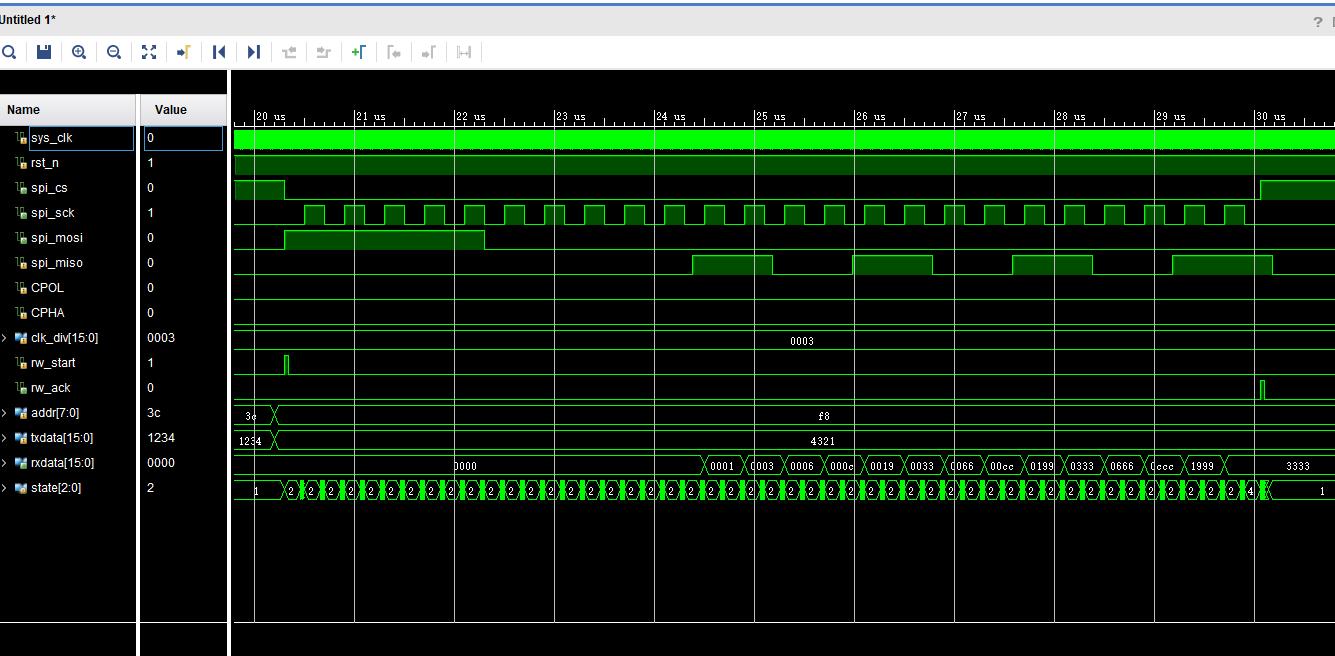 Untitled 1*
?
Name Value
20 us 21 us 22 us 23 us 24 us 25 us 26 us 27 us 28 us 29 us 30 us
sys_clk 0
rst_n 1
spi_cs 0
spi_sck 1
spi_mosi 0
spi_miso 0
CPOL 0
CPHA 0
clk_div[15:0] 0003 0003
rw_start 1
rw_ack 0
addr[7:0] 3c 3c f8
txdata[15:0] 1234 1234 4321
rxdata[15:0] 0000 0000 0001 0003 0006 000c 0019 0033 0066 00cc 0199 0333 0666 0ccc 1999 3333
state[2:0] 2 1 2 2 2 2 2 2 2 2 2 2 2 2 2 2 2 2 2 2 2 2 2 2 2 2 2 2 2 2 2 2 2 2 2 2 2 2 2 2 2 2 2 2 2 2 2 2 2 2 4 1